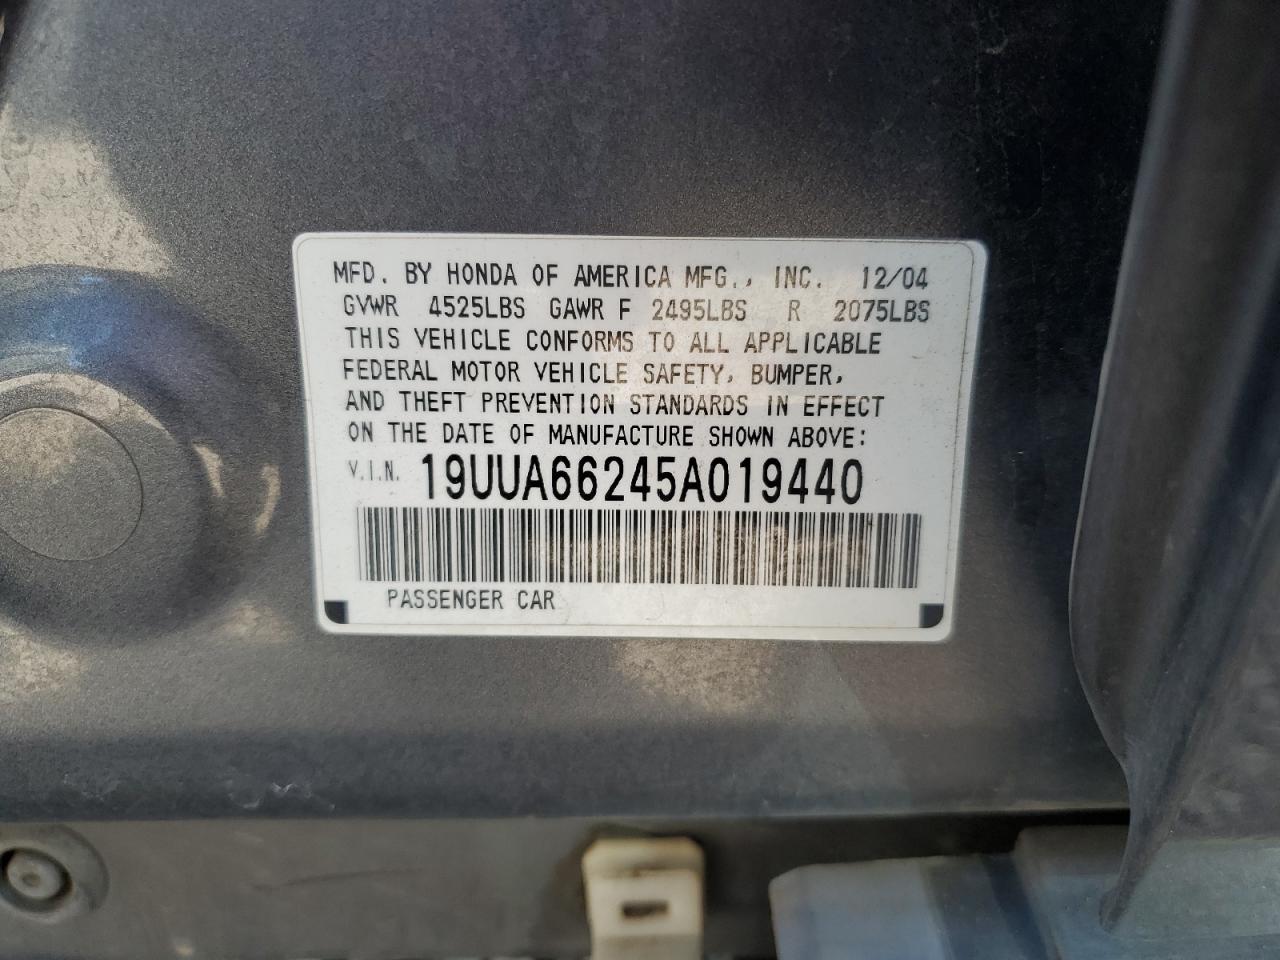 MFD. BY HONDA OF AMERICA MFG., INC. 12/04
GVWR 4525LBS GAWR F 2495LBS R 2075LBS
THIS VEHICLE CONFORMS TO ALL APPLICABLE
FEDERAL MOTOR VEHICLE SAFETY, BUMPER,
AND THEFT PREVENTION STANDARDS IN EFFECT
ON THE DATE OF MANUFACTURE SHOWN ABOVE:
V.I.N. 19UUA66245A019440
PASSENGER CAR